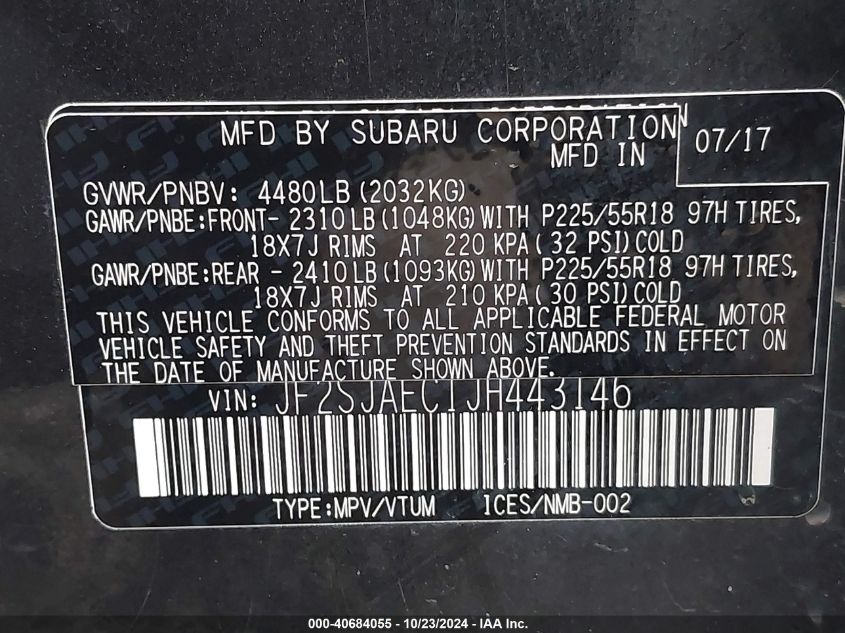 MFD BY SUBARU CORPORATION
MFD IN 07/17
GVWR/PNBV: 4480LB (2032KG)
GAWR/PNBE:FRONT- 2310LB (1048KG) WITH P225/55R18 97H TIRES,
18X7J RIMS AT 220 KPA ( 32 PSI) COLD
GAWR/PNBE:REAR - 2410LB (1093KG) WITH P225/55R18 97H TIRES,
18X7J RIMS AT 210 KPA ( 30 PSI) COLD
THIS VEHICLE CONFORMS TO ALL APPLICABLE FEDERAL MOTOR
VEHICLE SAFETY AND THEFT PREVENTION STANDARDS IN EFFECT ON
THE DATE OF MANUFACTURE SHOWN ABOVE.
VIN: JF2SJAEC1JH443146
TYPE:MPV/VTUM ICES/NMB-002
000-40684055 - 10/23/2024 - IAA Inc.